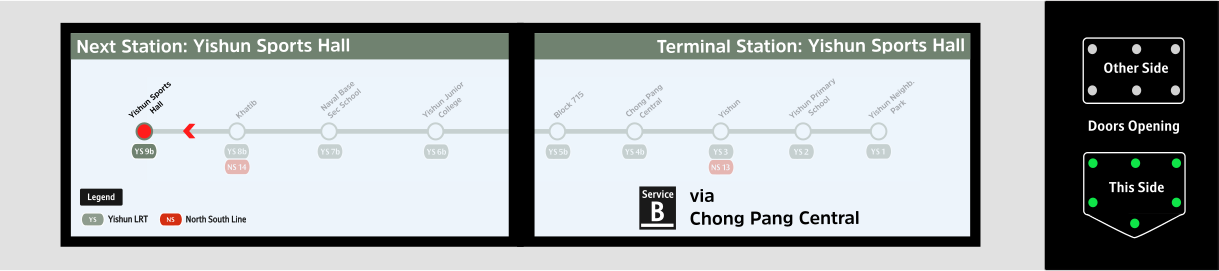 Next Station: Yishun Sports Hall
Terminal Station: Yishun Sports Hall
Yishun Sports
Hall
Khatib
Naval Base
Sec School
Yishun Junior
College
Block 715
Chong Pang
Central
Yishun
Yishun Primary
School
Yishun Neighb.
Park
YS 9b
YS 8b
YS 7b
YS 6b
YS 5b
YS 4b
YS 3
YS 2
YS 1
NS 14
NS 13
Legend
YS Yishun LRT
NS North South Line
Service
B
via
Chong Pang Central
Other Side
Doors Opening
This Side